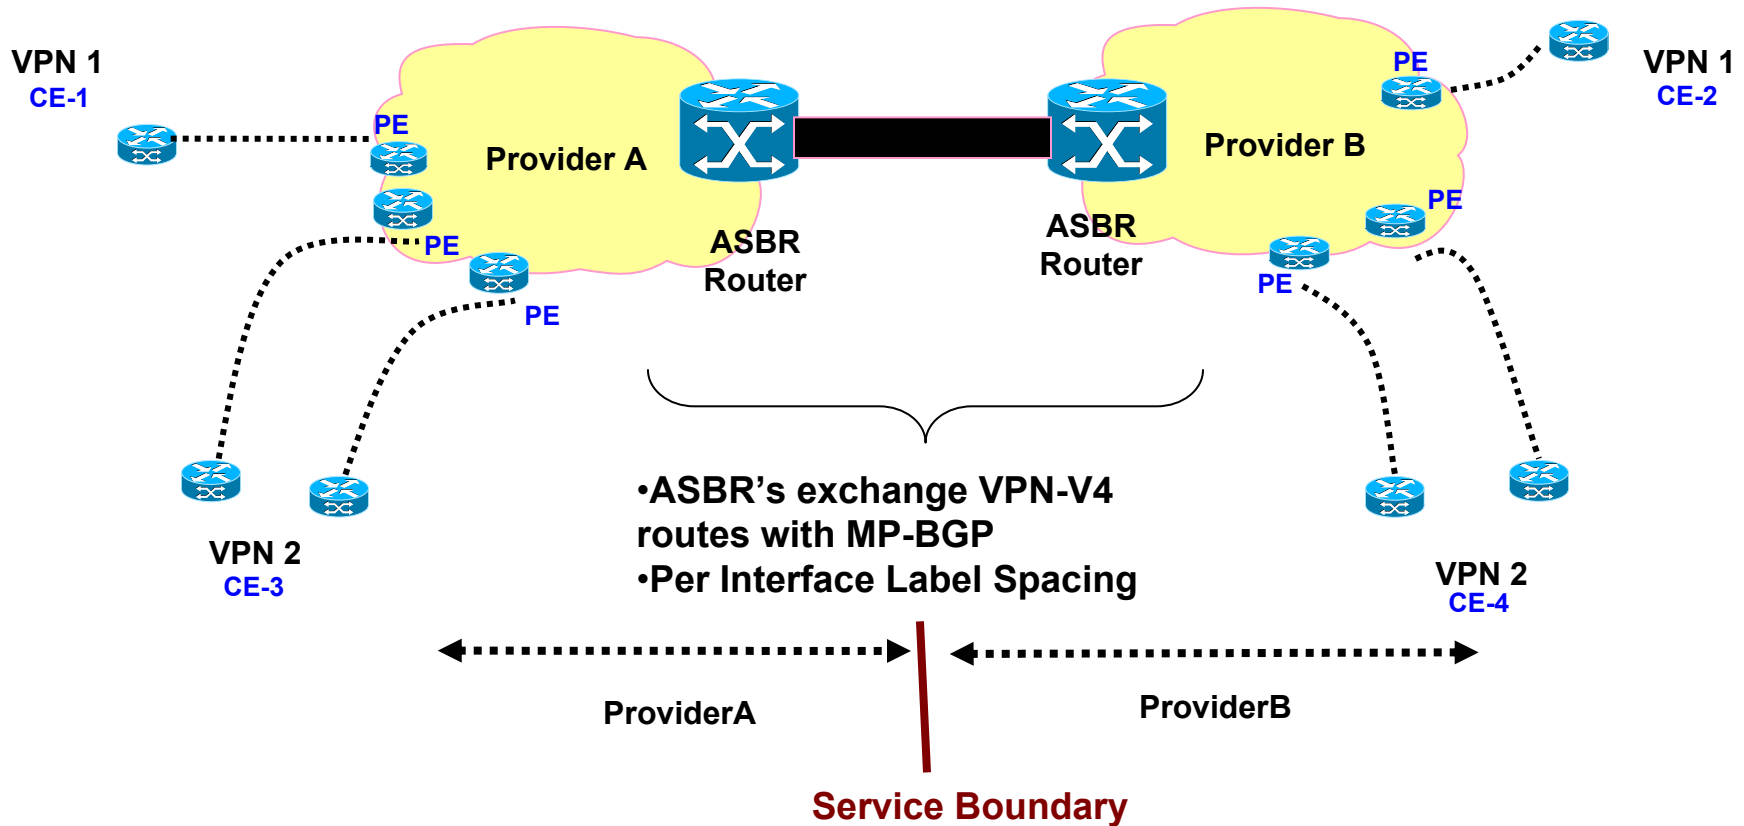 VPN 1
CE-1
PE
Provider A
PE
PE
ASBR
Router
ASBR
Router
Provider B
PE
PE
PE
VPN 1
CE-2
VPN 2
CE-3
•ASBR's exchange VPN-V4
routes with MP-BGP
•Per Interface Label Spacing
VPN 2
CE-4
ProviderA
ProviderB
Service Boundary